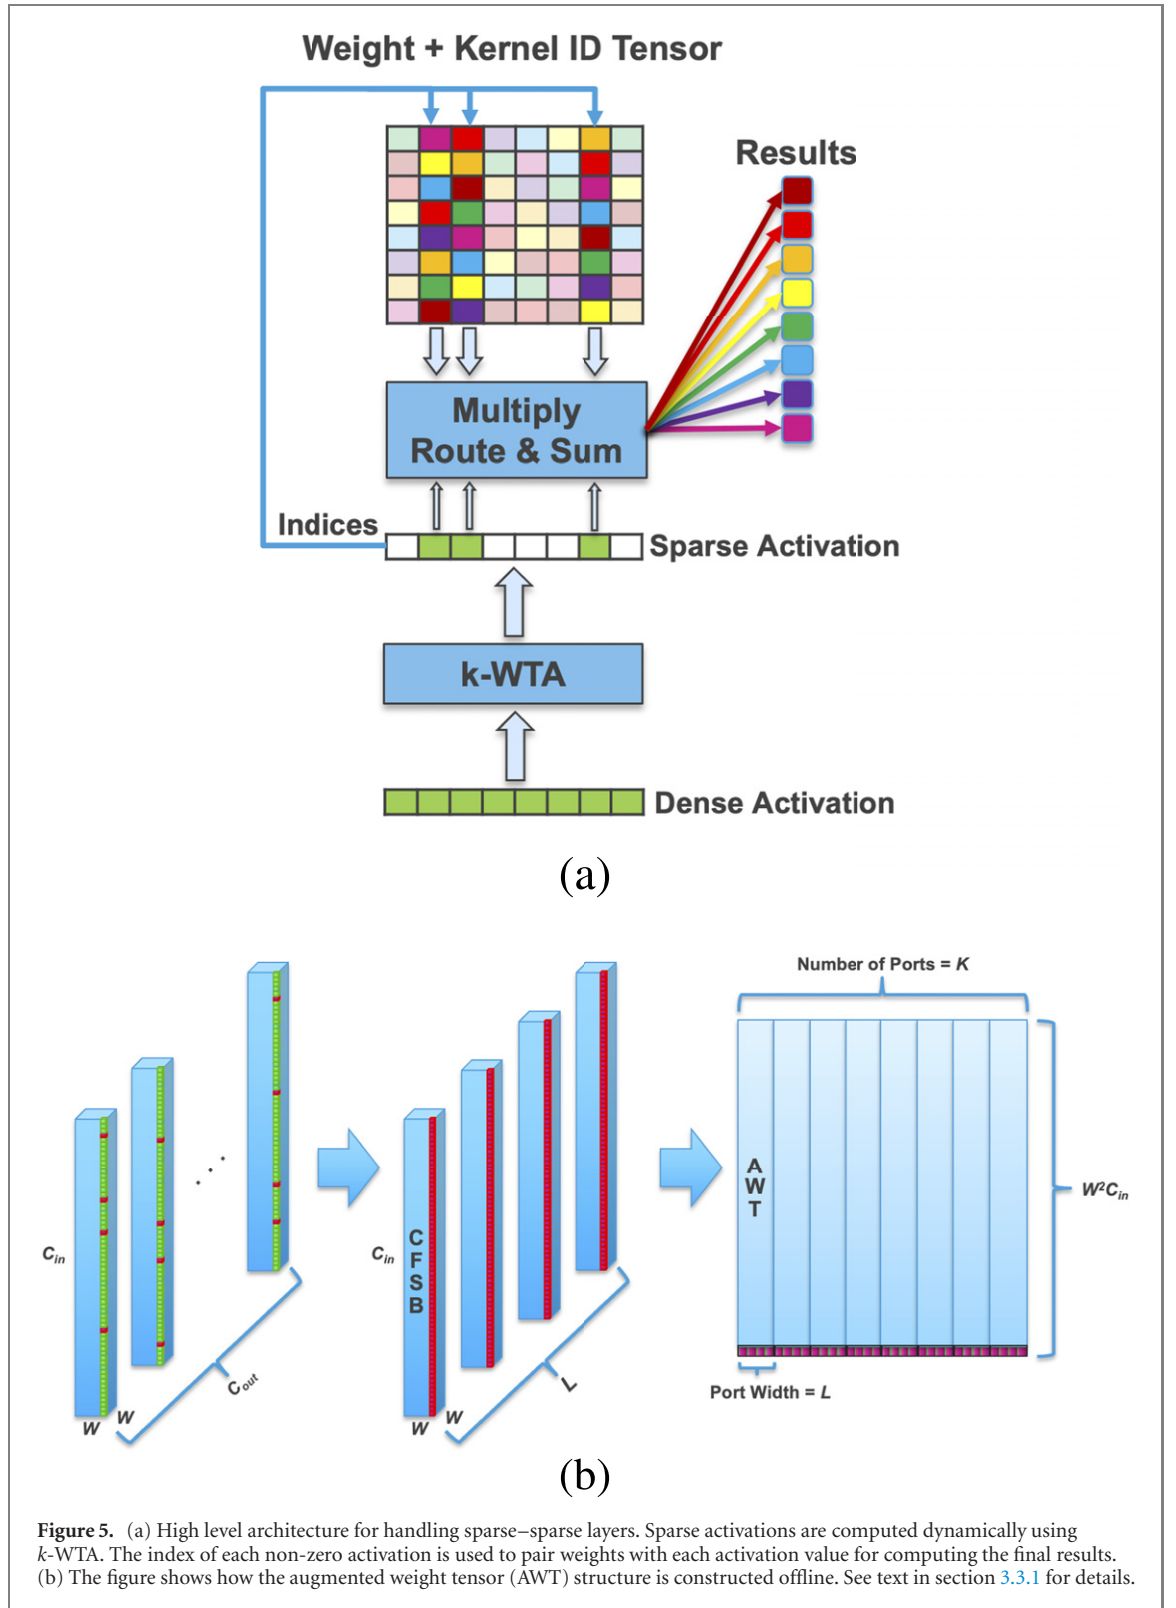 Weight + Kernel ID Tensor
Results
Multiply
Route & Sum
Indices
Sparse Activation
k-WTA
Dense Activation
(a)
Number of Ports = K
C
F
S
B
A
W
T
Cin
Cin
W²Cin
Cout
L
W
W
W
W
Port Width = L
(b)
Figure 5. (a) High level architecture for handling sparse–sparse layers. Sparse activations are computed dynamically using
k-WTA. The index of each non-zero activation is used to pair weights with each activation value for computing the final results.
(b) The figure shows how the augmented weight tensor (AWT) structure is constructed offline. See text in section 3.3.1 for details.